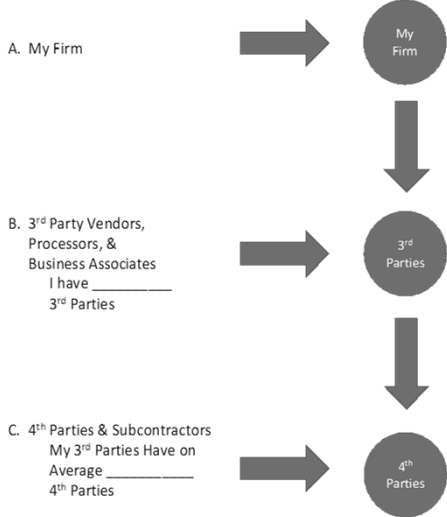 A. My Firm
My
Firm
B. 3rd Party Vendors,
Processors, &
Business Associates
I have __________
3rd Parties
3rd
Parties
C. 4th Parties & Subcontractors
My 3rd Parties Have on
Average ___________
4th Parties
4th
Parties